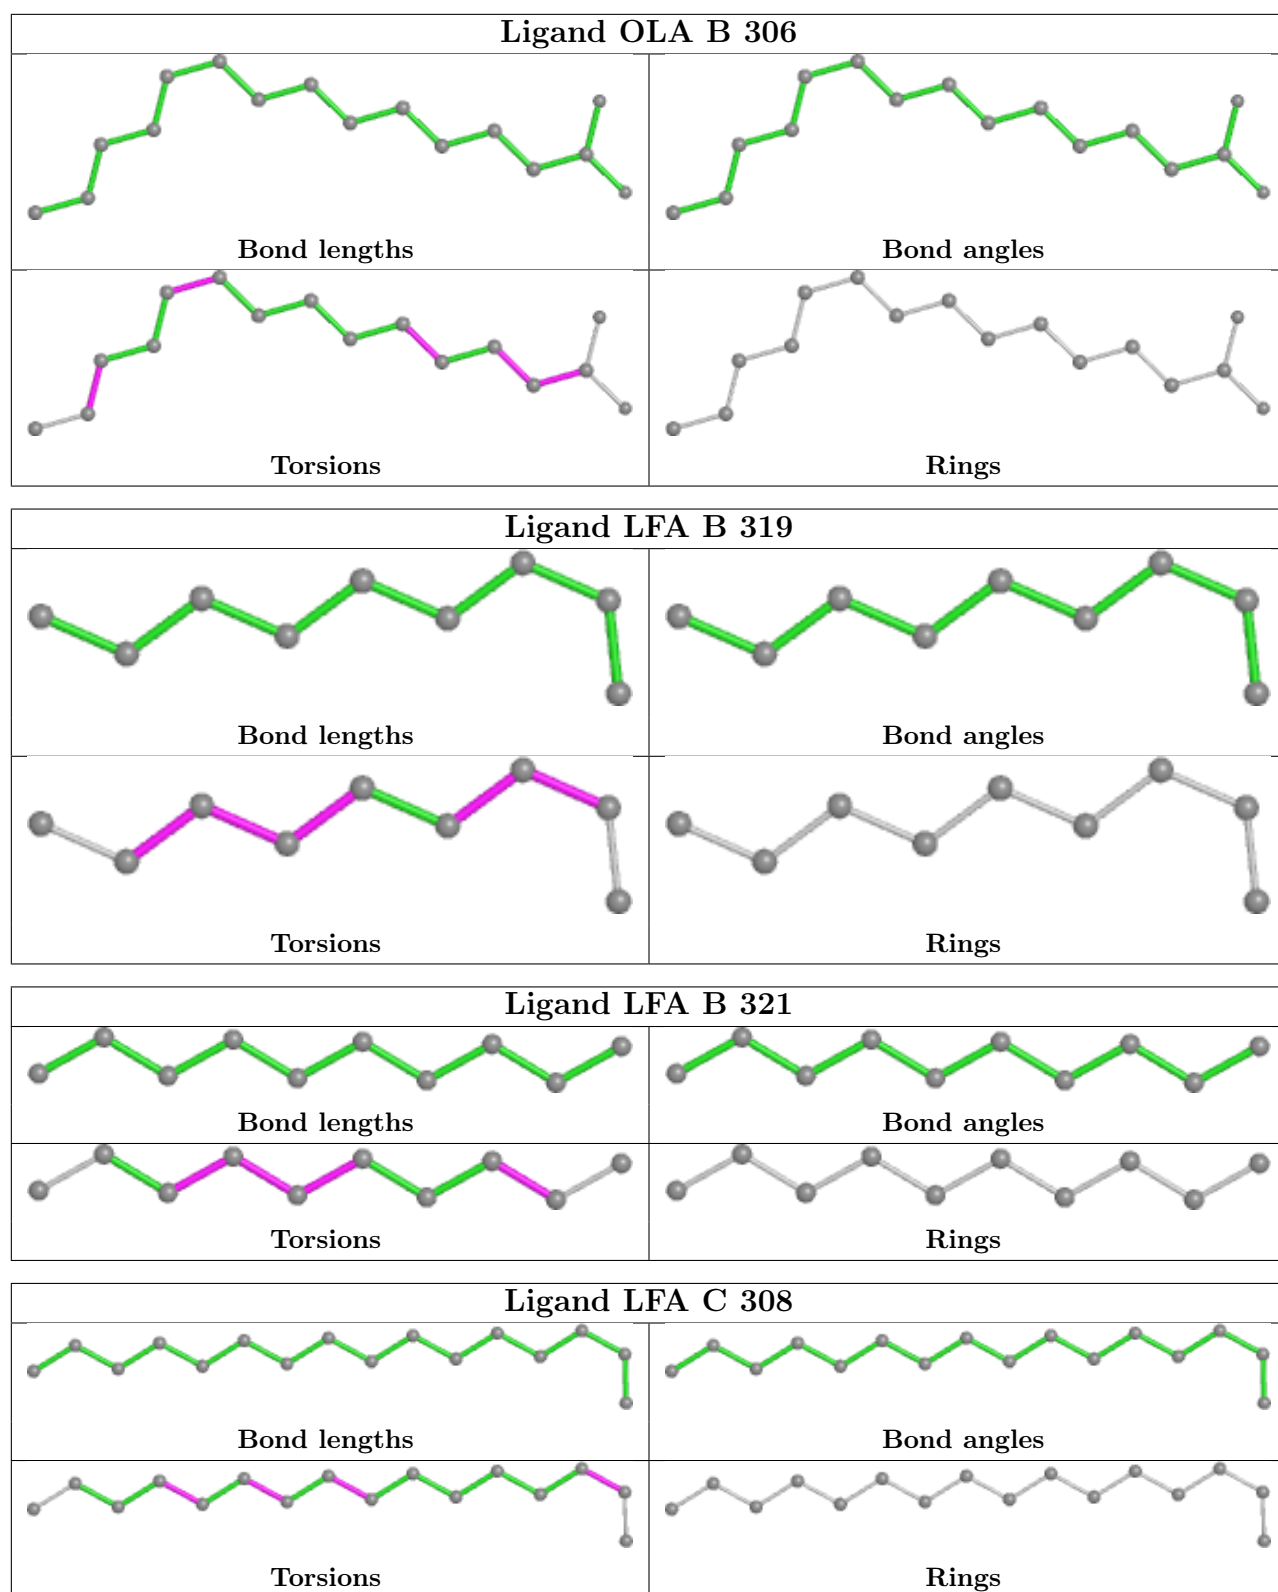 Ligand OLA B 306
Bond lengths
Bond angles
Torsions
Rings
Ligand LFA B 319
Bond lengths
Bond angles
Torsions
Rings
Ligand LFA B 321
Bond lengths
Bond angles
Torsions
Rings
Ligand LFA C 308
Bond lengths
Bond angles
Torsions
Rings